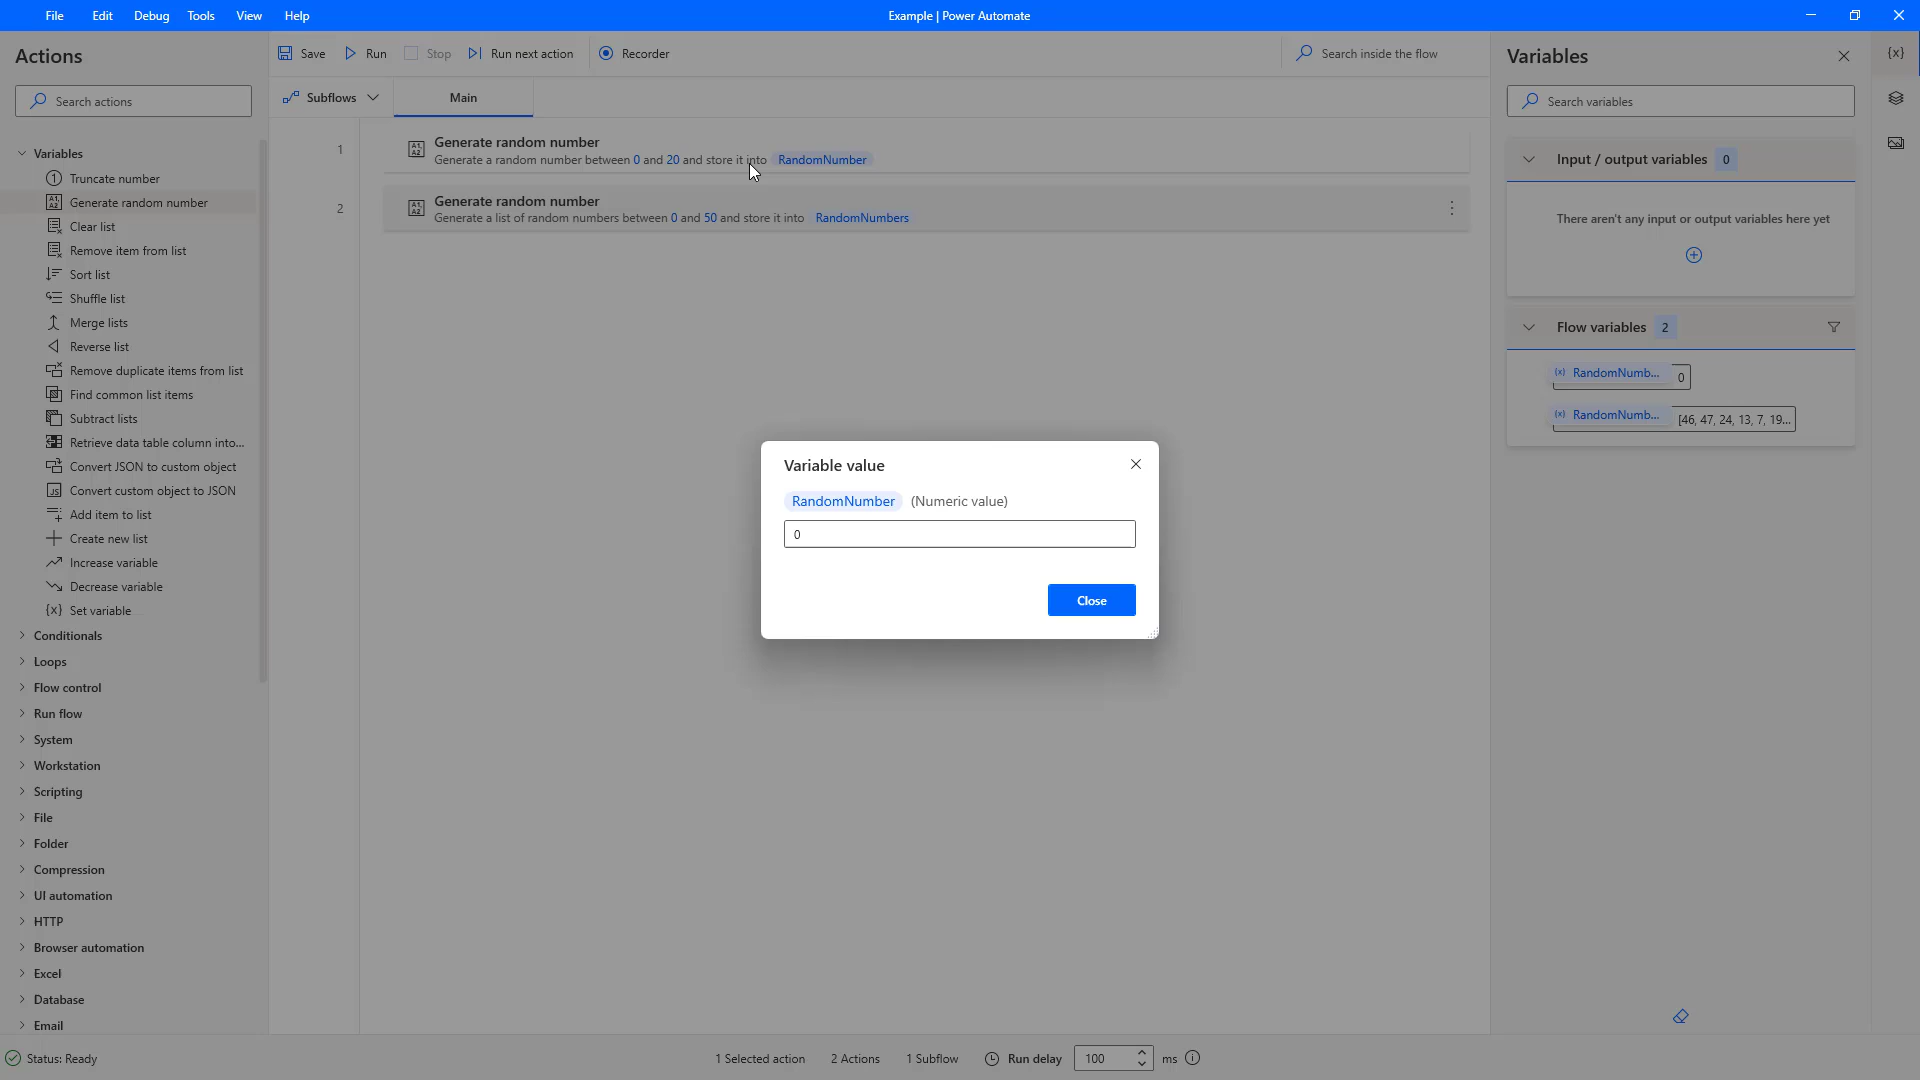 File Edit Debug Tools View Help
Example | Power Automate
Actions
Search actions
Variables
Truncate number
Generate random number
Clear list
Remove item from list
Sort list
Shuffle list
Merge lists
Reverse list
Remove duplicate items from list
Find common list items
Subtract lists
Retrieve data table column into...
Convert JSON to custom object
Convert custom object to JSON
Add item to list
Create new list
Increase variable
Decrease variable
{x} Set variable
Conditionals
Loops
Flow control
Run flow
System
Workstation
Scripting
File
Folder
Compression
UI automation
HTTP
Browser automation
Excel
Database
Email
Save Run Stop Run next action Recorder
Search inside the flow
Subflows Main
1
Generate random number
Generate a random number between 0 and 20 and store it into RandomNumber
2
Generate random number
Generate a list of random numbers between 0 and 50 and store it into RandomNumbers
Variable value
RandomNumber (Numeric value)
0
Close
Variables
{x}
Search variables
Input / output variables 0
There aren't any input or output variables here yet
Flow variables 2
(x) RandomNumb... 0
(x) RandomNumb... [46, 47, 24, 13, 7, 19...
Status: Ready
1 Selected action 2 Actions 1 Subflow Run delay 100 ms